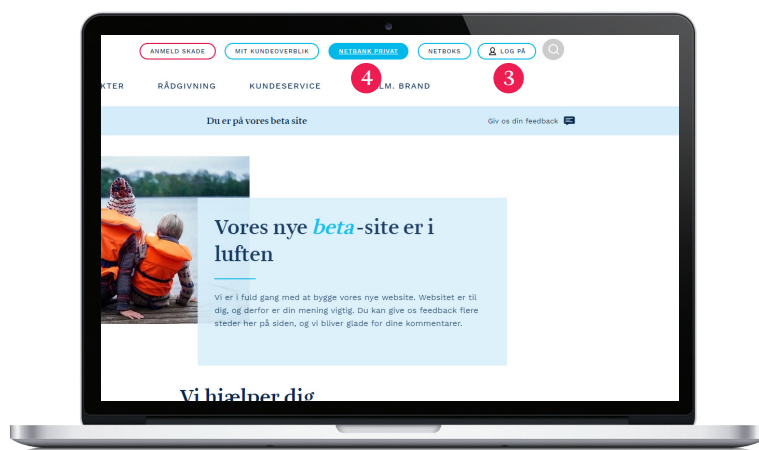 ANMELD SKADE MIT KUNDEOVERBLIK NETBANK PRIVAT NETBOKS LOG PÅ
4 3
KTER RÅDGIVNING KUNDESERVICE LM. BRAND
Du er på vores beta site Giv os din feedback
Vores nye beta-site er i
luften
Vi er i fuld gang med at bygge vores nye website. Websitet er til
dig, og derfor er din mening vigtig. Du kan give os feedback flere
steder her på siden, og vi bliver glade for dine kommentarer.
Vi hjælper dig